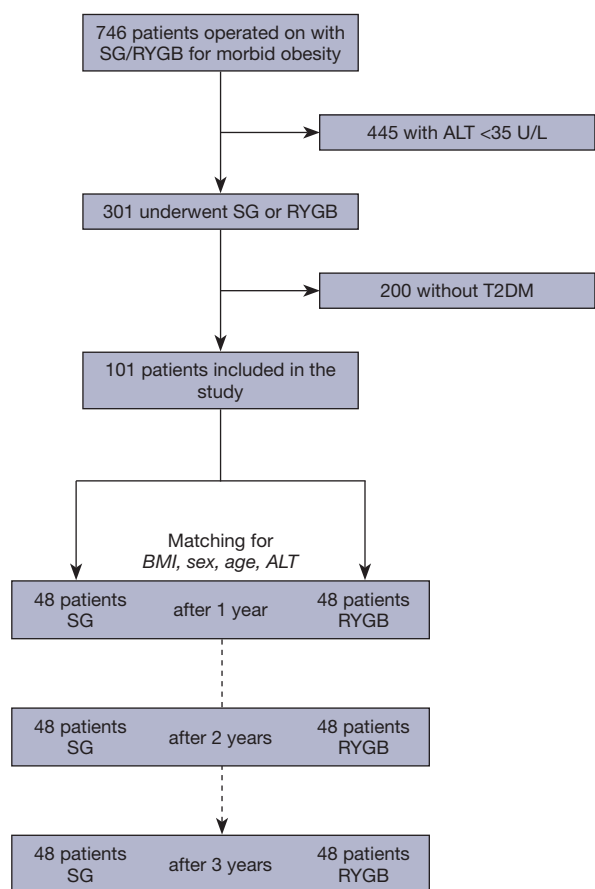 746 patients operated on with
SG/RYGB for morbid obesity
445 with ALT <35 U/L
301 underwent SG or RYGB
200 without T2DM
101 patients included in the
study
Matching for
BMI, sex, age, ALT
48 patients
SG
after 1 year
48 patients
RYGB
48 patients
SG
after 2 years
48 patients
RYGB
48 patients
SG
after 3 years
48 patients
RYGB